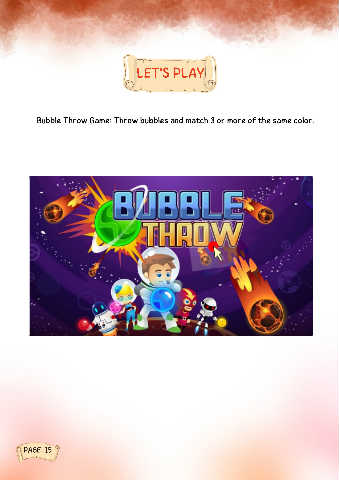 LET'S PLAY
Bubble Throw Game: Throw bubbles and match 3 or more of the same color.
BUBBLE
THROW
PAGE 15